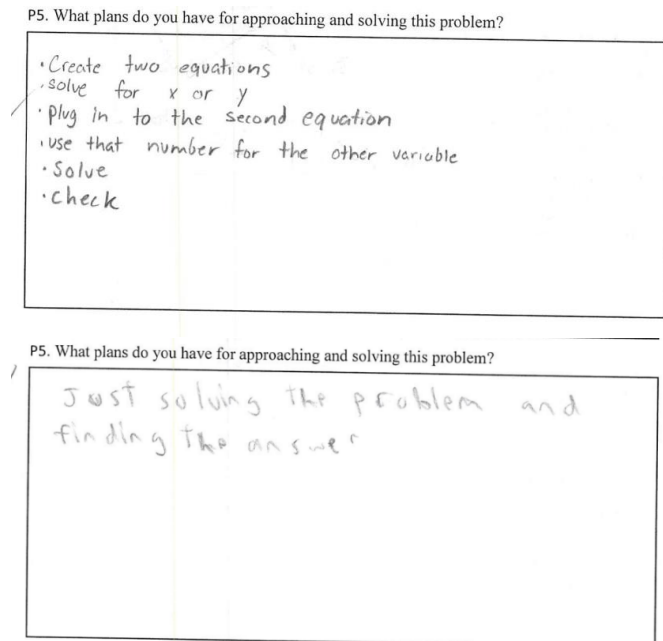 P5. What plans do you have for approaching and solving this problem?
• Create two equations
• solve for x or y
• plug in to the second equation
• use that number for the other variable
• Solve
• check
P5. What plans do you have for approaching and solving this problem?
Just solving the problem and
finding the answer